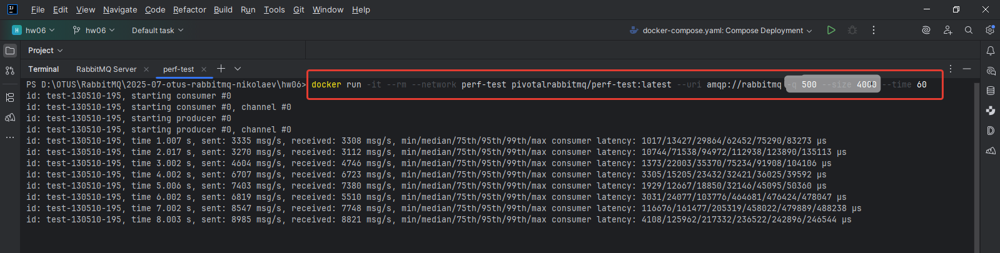 File Edit View Navigate Code Refactor Build Run Tools Git Window Help
H hw06 hw06 Default task docker-compose.yaml: Compose Deployment
Project
Terminal RabbitMQ Server perf-test
PS D:\OTUS\RabbitMQ\2025-07-otus-rabbitmq-nikolaev\hw06> docker run -it --rm --network perf-test pivotalrabbitmq/perf-test:latest --uri amqp://rabbitmq -q 500 --size 4000 --time 60
id: test-130510-195, starting consumer #0
id: test-130510-195, starting consumer #0, channel #0
id: test-130510-195, starting producer #0
id: test-130510-195, starting producer #0, channel #0
id: test-130510-195, time 1.007 s, sent: 3335 msg/s, received: 3308 msg/s, min/median/75th/95th/99th/max consumer latency: 1017/13427/29864/62452/75290/83273 µs
id: test-130510-195, time 2.017 s, sent: 3270 msg/s, received: 3112 msg/s, min/median/75th/95th/99th/max consumer latency: 10744/71538/94972/112938/123890/135113 µs
id: test-130510-195, time 3.002 s, sent: 4604 msg/s, received: 4746 msg/s, min/median/75th/95th/99th/max consumer latency: 1373/22003/35370/75234/91908/104106 µs
id: test-130510-195, time 4.002 s, sent: 6707 msg/s, received: 6723 msg/s, min/median/75th/95th/99th/max consumer latency: 3305/15205/23432/32421/36025/39592 µs
id: test-130510-195, time 5.006 s, sent: 7403 msg/s, received: 7380 msg/s, min/median/75th/95th/99th/max consumer latency: 1929/12667/18850/32146/45095/50360 µs
id: test-130510-195, time 6.002 s, sent: 6819 msg/s, received: 5510 msg/s, min/median/75th/95th/99th/max consumer latency: 3031/24077/103776/464681/476424/478047 µs
id: test-130510-195, time 7.002 s, sent: 8547 msg/s, received: 7748 msg/s, min/median/75th/95th/99th/max consumer latency: 116676/161477/205319/458022/479889/488238 µs
id: test-130510-195, time 8.003 s, sent: 8985 msg/s, received: 8821 msg/s, min/median/75th/95th/99th/max consumer latency: 4108/125962/217332/236522/242896/246544 µs